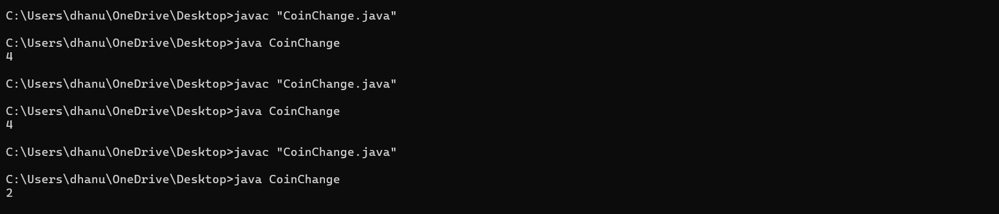 C:\Users\dhanu\OneDrive\Desktop>javac "CoinChange.java"
C:\Users\dhanu\OneDrive\Desktop>java CoinChange
4
C:\Users\dhanu\OneDrive\Desktop>javac "CoinChange.java"
C:\Users\dhanu\OneDrive\Desktop>java CoinChange
4
C:\Users\dhanu\OneDrive\Desktop>javac "CoinChange.java"
C:\Users\dhanu\OneDrive\Desktop>java CoinChange
2